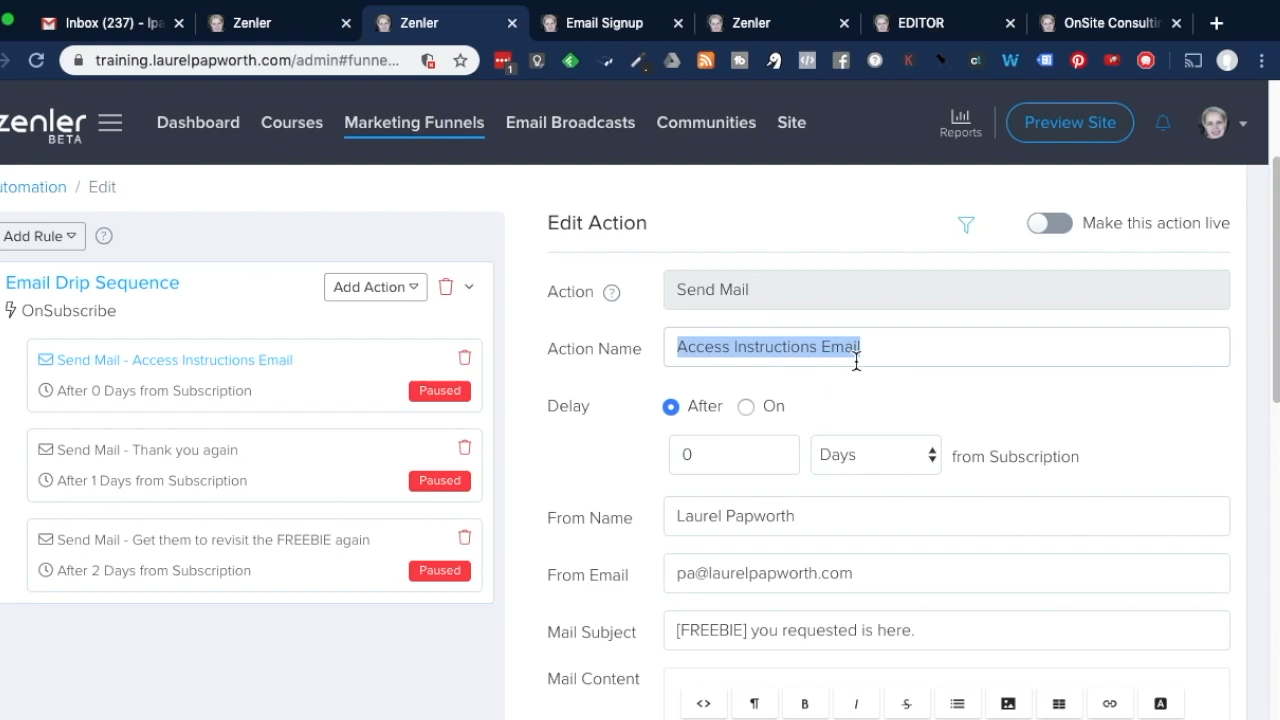 Inbox (237) - lpa
Zenler
Zenler
Email Signup
Zenler
EDITOR
OnSite Consulti
training.laurelpapworth.com/admin#funne...
zenler
BETA
Dashboard
Courses
Marketing Funnels
Email Broadcasts
Communities
Site
Reports
Preview Site
utomation / Edit
Add Rule
Email Drip Sequence
Add Action
OnSubscribe
Send Mail - Access Instructions Email
After 0 Days from Subscription
Paused
Send Mail - Thank you again
After 1 Days from Subscription
Paused
Send Mail - Get them to revisit the FREEBIE again
After 2 Days from Subscription
Paused
Edit Action
Make this action live
Action
Send Mail
Action Name
Access Instructions Email
Delay
After
On
0
Days
from Subscription
From Name
Laurel Papworth
From Email
pa@laurelpapworth.com
Mail Subject
[FREEBIE] you requested is here.
Mail Content